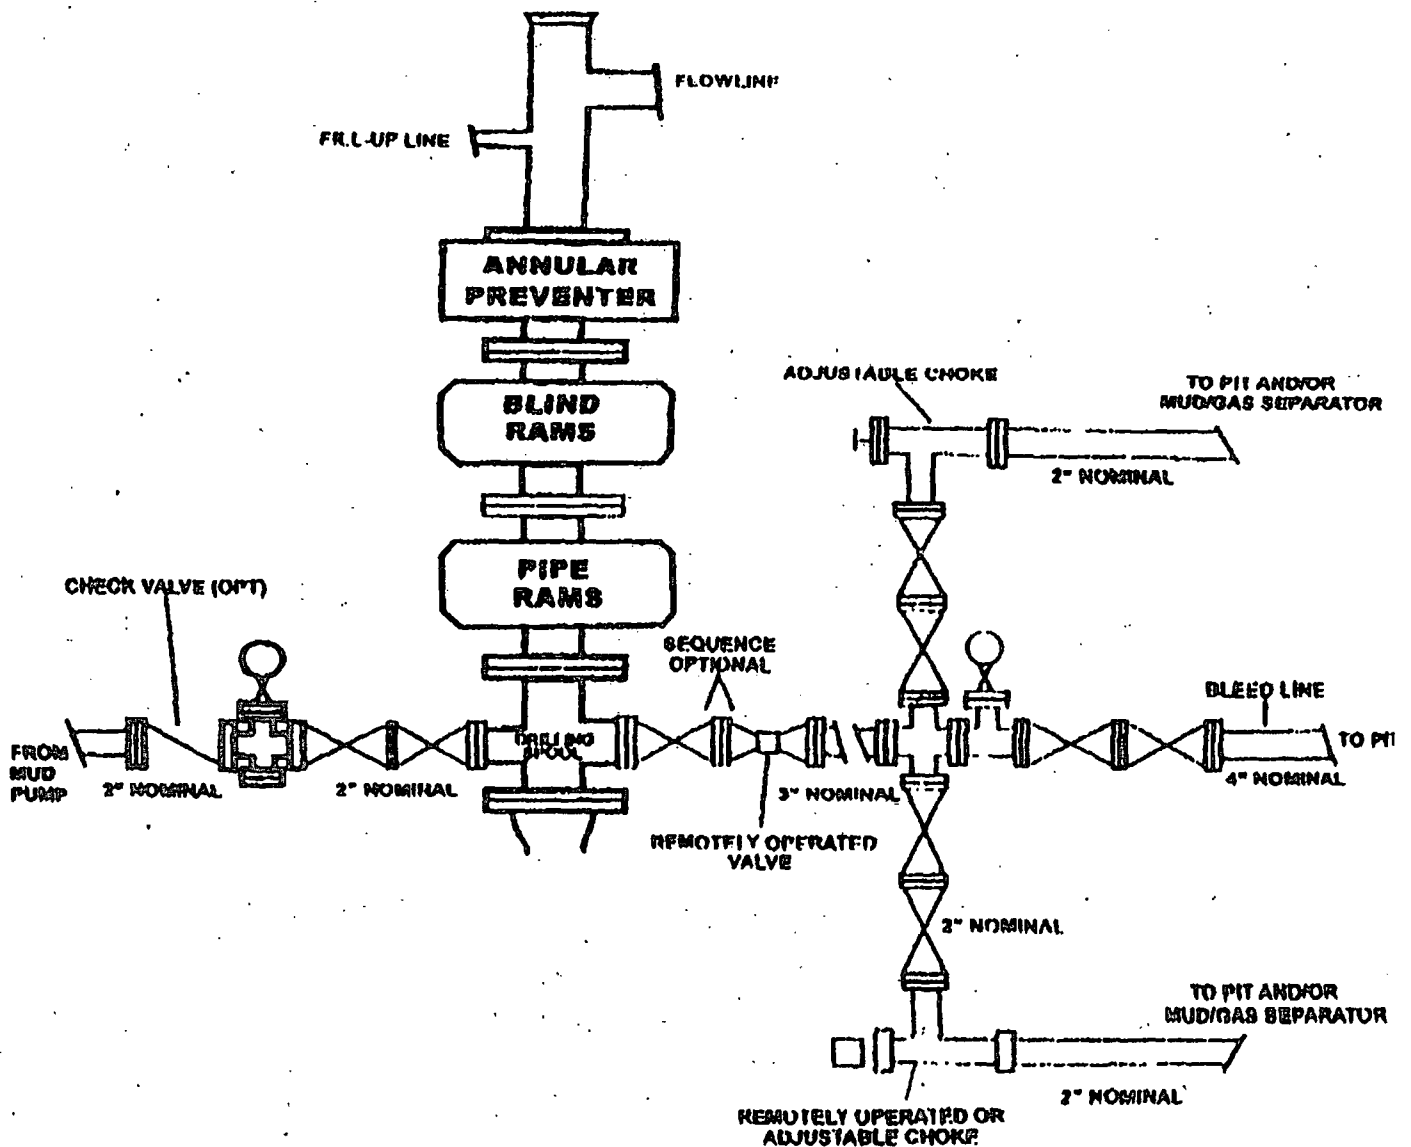 FLOWLINE
FILL-UP LINE
ANNULAR
PREVENTER
BLIND
RAMS
PIPE
RAMS
ADJUSTABLE CHOKE
TO PIT AND/OR
MUD/GAS SEPARATOR
2" NOMINAL
CHECK VALVE (OPT)
SEQUENCE
OPTIONAL
BLEED LINE
DRILLING
SPOOL
TO PIT
FROM
MUD
PUMP
2" NOMINAL
2" NOMINAL
3" NOMINAL
4" NOMINAL
REMOTELY OPERATED
VALVE
2" NOMINAL
TO PIT AND/OR
MUD/GAS SEPARATOR
2" NOMINAL
REMOTELY OPERATED OR
ADJUSTABLE CHOKE